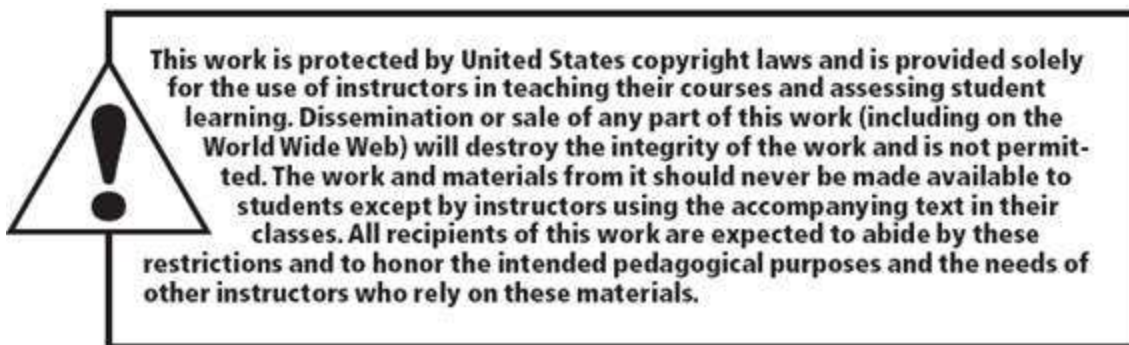 This work is protected by United States copyright laws and is provided solely
for the use of instructors in teaching their courses and assessing student
learning. Dissemination or sale of any part of this work (including on the
World Wide Web) will destroy the integrity of the work and is not permit-
ted. The work and materials from it should never be made available to
students except by instructors using the accompanying text in their
classes. All recipients of this work are expected to abide by these
restrictions and to honor the intended pedagogical purposes and the needs of
other instructors who rely on these materials.